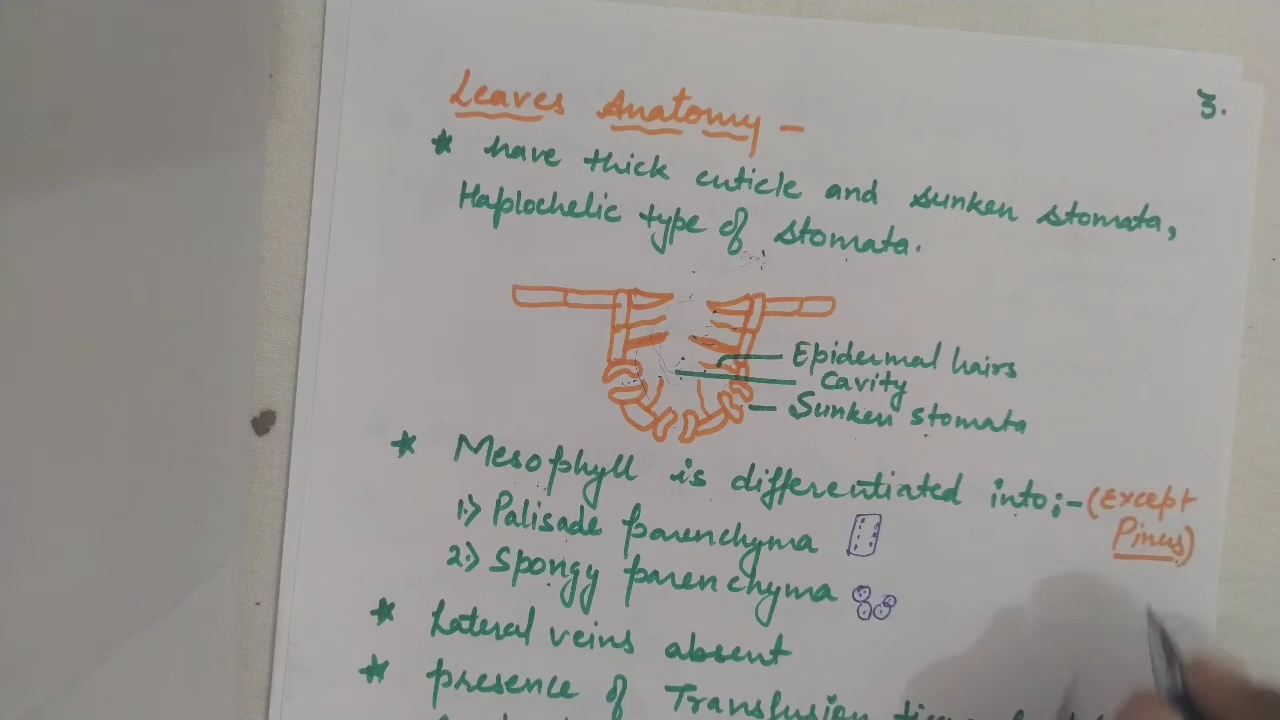 3.
Leaves Anatomy -
* have thick cuticle and sunken stomata,
Haplochelic type of stomata.
Epidermal hairs
Cavity
Sunken stomata
* Mesophyll is differentiated into:- (Except
Pinus)
1.) Palisade parenchyma
2.) Spongy parenchyma
* Lateral veins absent
* presence of Transfusion